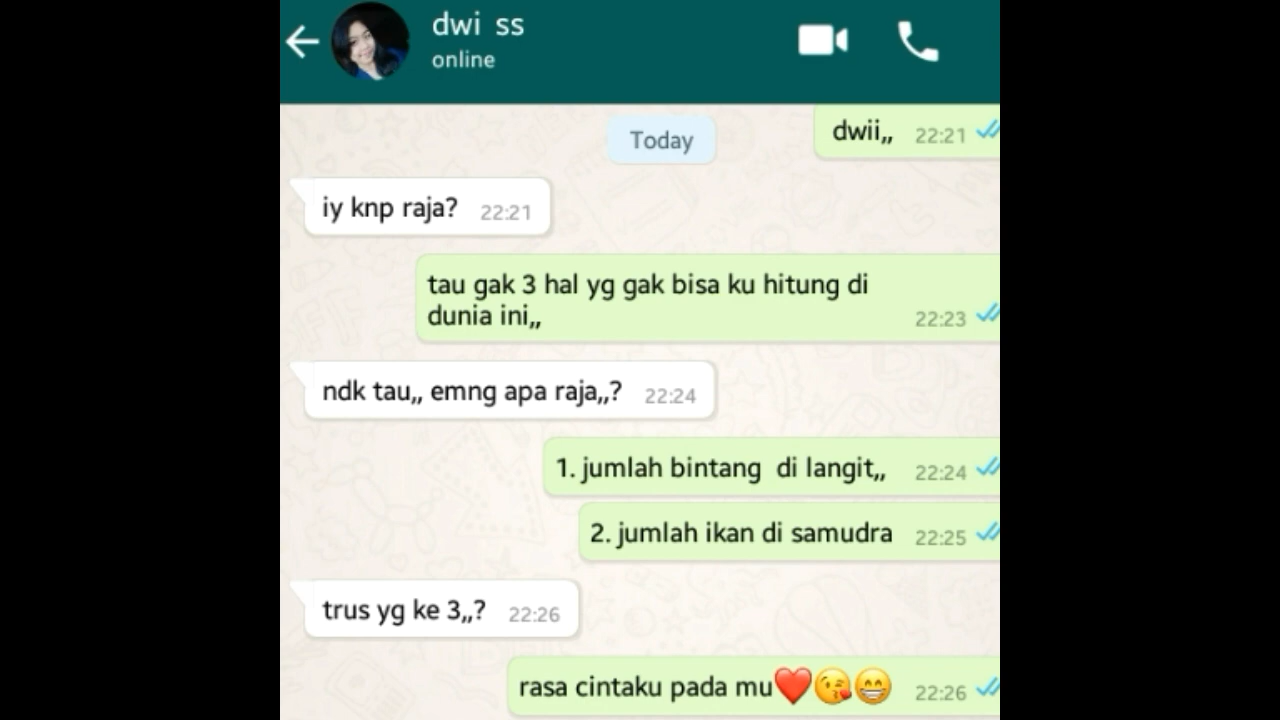 dwi ss
online
dwii,, 22:21
Today
iy knp raja? 22:21
tau gak 3 hal yg gak bisa ku hitung di
dunia ini,, 22:23
ndk tau,, emng apa raja,,? 22:24
1. jumlah bintang di langit,, 22:24
2. jumlah ikan di samudra 22:25
trus yg ke 3,,? 22:26
rasa cintaku pada mu❤️😘😁 22:26